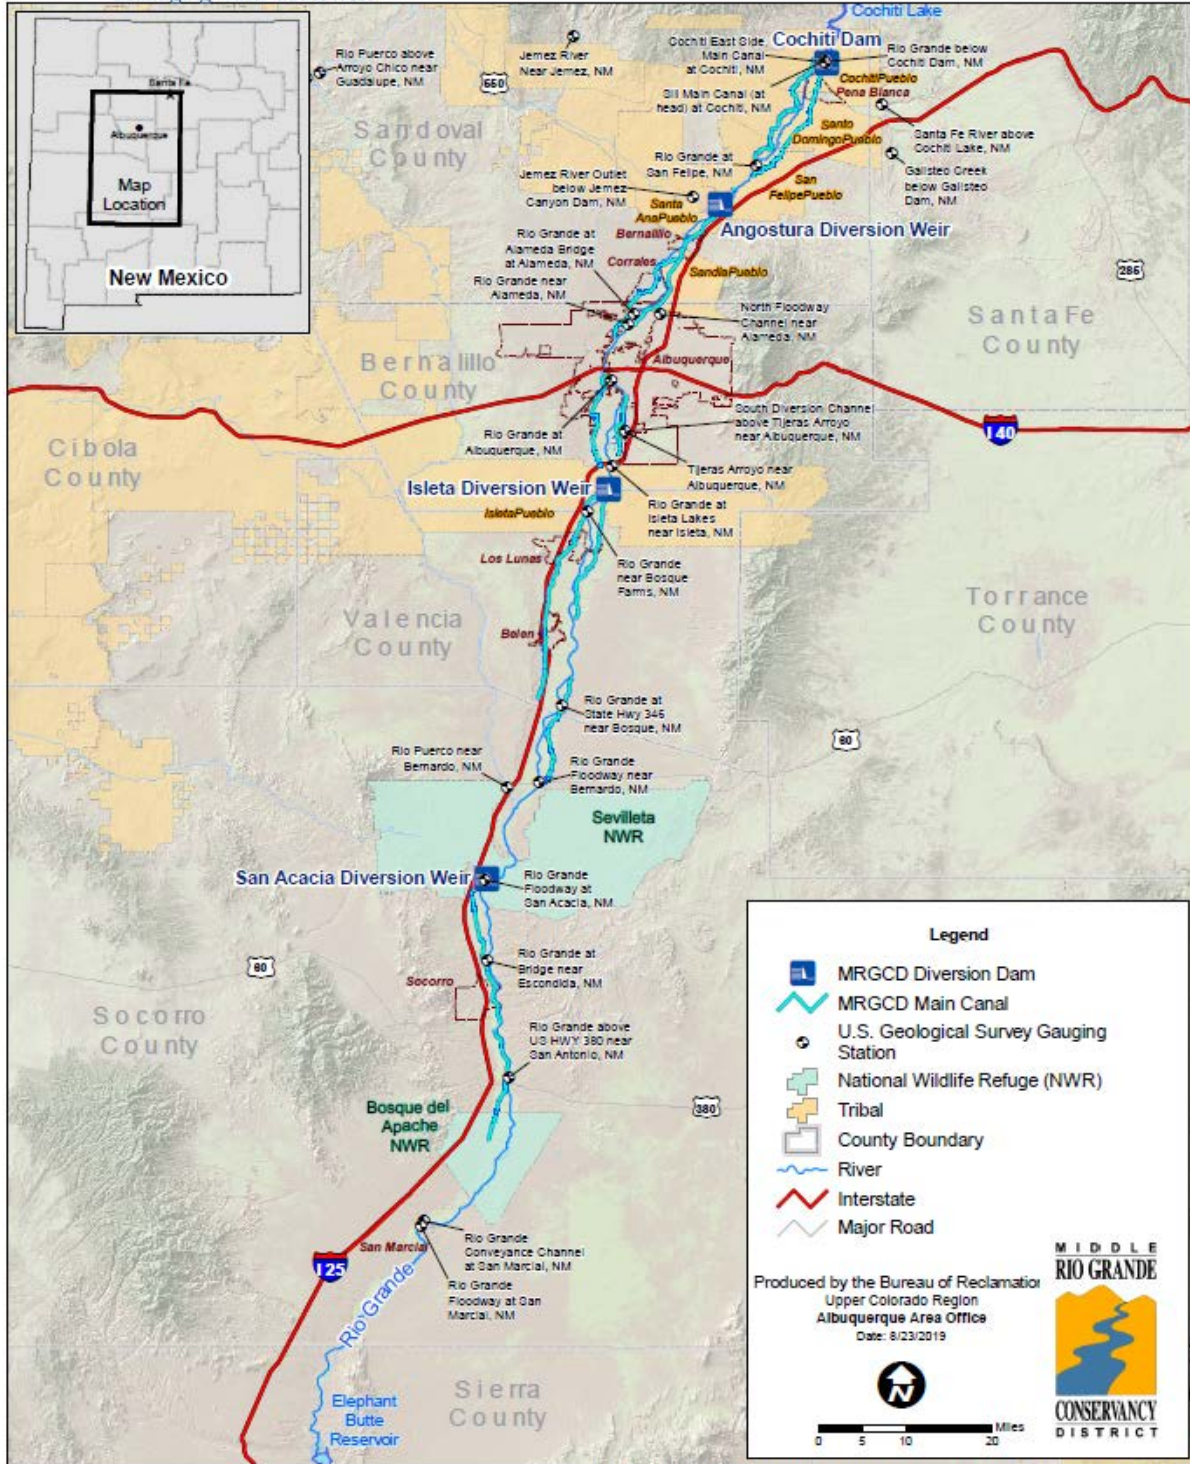 Cochiti Lake
Santa Fe
Albuquerque
Map
Location
New Mexico
Rio Puerco above
Arroyo Chico near
Guadalupe, NM
Jemez River
Near Jemez, NM
550
Cochiti East Side
Main Canal
at Cochiti, NM
Cochiti Dam
Rio Grande below
Cochiti Dam, NM
Sili Main Canal (at
head) at Cochiti, NM
CochitiPueblo
Pena Blanca
Santo
DomingoPueblo
Santa Fe River above
Cochiti Lake, NM
Galisteo Creek
below Galisteo
Dam, NM
Sandoval
County
Rio Grande at
San Felipe, NM
San
FelipePueblo
Jemez River Outlet
below Jemez
Canyon Dam, NM
Santa
AnaPueblo
Angostura Diversion Weir
Bernalillo
Rio Grande at
Alameda Bridge
at Alameda, NM
Corrales
SandiaPueblo
285
Rio Grande near
Alameda, NM
North Floodway
Channel near
Alameda, NM
Santa Fe
County
Bernalillo
County
Albuquerque
South Diversion Channel
above Tijeras Arroyo
near Albuquerque, NM
I 40
Cibola
County
Rio Grande at
Albuquerque, NM
Tijeras Arroyo near
Albuquerque, NM
Isleta Diversion Weir
IsletaPueblo
Rio Grande at
Isleta Lakes
near Isleta, NM
Los Lunas
Rio Grande
near Bosque
Farms, NM
Valencia
County
Torrance
County
Belen
Rio Grande at
State Hwy 346
near Bosque, NM
60
Rio Puerco near
Bernardo, NM
Rio Grande
Floodway near
Bernardo, NM
Sevilleta
NWR
San Acacia Diversion Weir
Rio Grande
Floodway at
San Acacia, NM
60
Rio Grande at
Bridge near
Escondida, NM
Socorro
Socorro
County
Rio Grande above
US HWY 380 near
San Antonio, NM
380
Bosque del
Apache
NWR
San Marcial
Rio Grande
Conveyance Channel
at San Marcial, NM
I 25
Rio Grande
Floodway at San
Marcial, NM
Rio Grande
Sierra
County
Elephant
Butte
Reservoir
Legend
MRGCD Diversion Dam
MRGCD Main Canal
U.S. Geological Survey Gauging
Station
National Wildlife Refuge (NWR)
Tribal
County Boundary
River
Interstate
Major Road
Produced by the Bureau of Reclamation
Upper Colorado Region
Albuquerque Area Office
Date: 8/23/2019
N
0 5 10 20 Miles
MIDDLE
RIO GRANDE
CONSERVANCY
DISTRICT